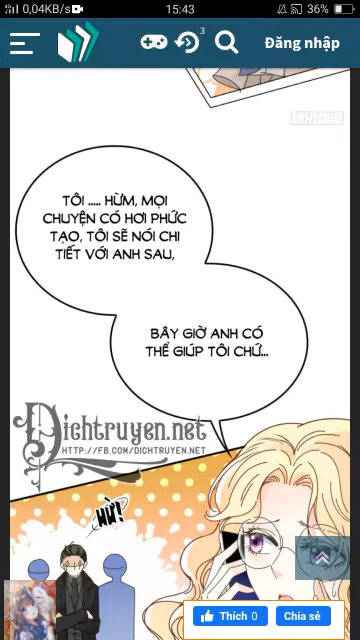 0,04KB/s
15:43
36%
3
Đăng nhập
TÔI ..... HỪM, MỌI
CHUYỆN CÓ HƠI PHỨC
TẠO, TÔI SẼ NÓI CHI
TIẾT VỚI ANH SAU,
BÂY GIỜ ANH CÓ
THỂ GIÚP TÔI CHỨ...
Dichtruyen.net
HTTP://FB.COM/DICHTRUYEN.NET
HỪ!
Thích 0
Chia sẻ